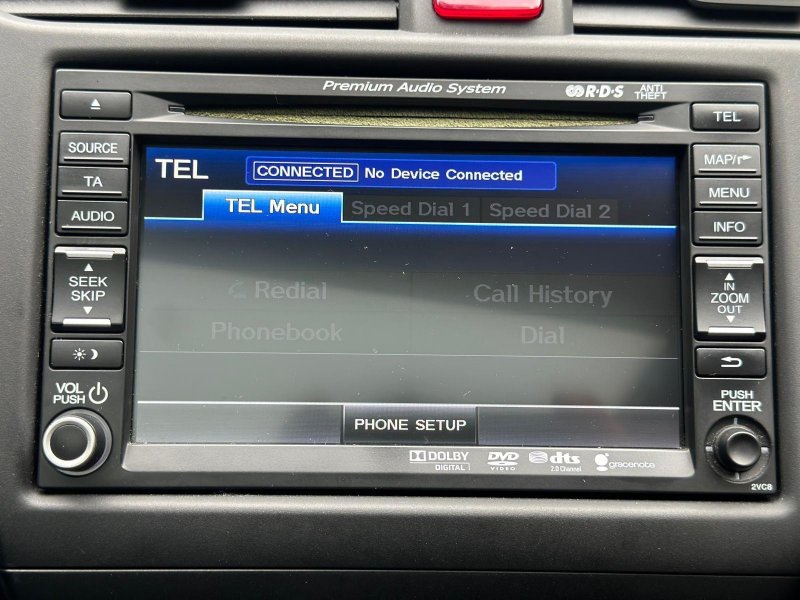 Premium Audio System
R·D·S
ANTI THEFT
TEL
SOURCE
TA
AUDIO
SEEK
SKIP
VOL
PUSH
TEL
CONNECTED No Device Connected
TEL Menu Speed Dial 1 Speed Dial 2
Redial Call History
Phonebook Dial
PHONE SETUP
MAP/
MENU
INFO
IN
ZOOM
OUT
PUSH
ENTER
DOLBY
DIGITAL
DVD
VIDEO
dts
2.0 Channel
gracenote
2VC8